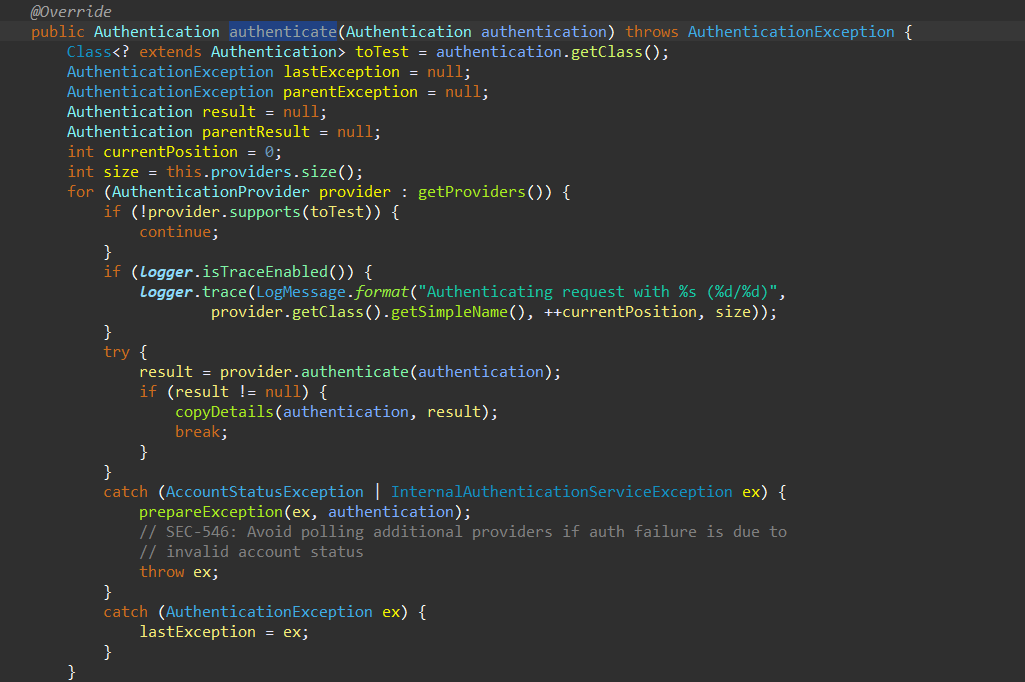 @Override
public Authentication authenticate(Authentication authentication) throws AuthenticationException {
Class<? extends Authentication> toTest = authentication.getClass();
AuthenticationException lastException = null;
AuthenticationException parentException = null;
Authentication result = null;
Authentication parentResult = null;
int currentPosition = 0;
int size = this.providers.size();
for (AuthenticationProvider provider : getProviders()) {
if (!provider.supports(toTest)) {
continue;
}
if (logger.isTraceEnabled()) {
logger.trace(LogMessage.format("Authenticating request with %s (%d/%d)",
provider.getClass().getSimpleName(), ++currentPosition, size));
}
try {
result = provider.authenticate(authentication);
if (result != null) {
copyDetails(authentication, result);
break;
}
}
catch (AccountStatusException | InternalAuthenticationServiceException ex) {
prepareException(ex, authentication);
// SEC-546: Avoid polling additional providers if auth failure is due to
// invalid account status
throw ex;
}
catch (AuthenticationException ex) {
lastException = ex;
}
}